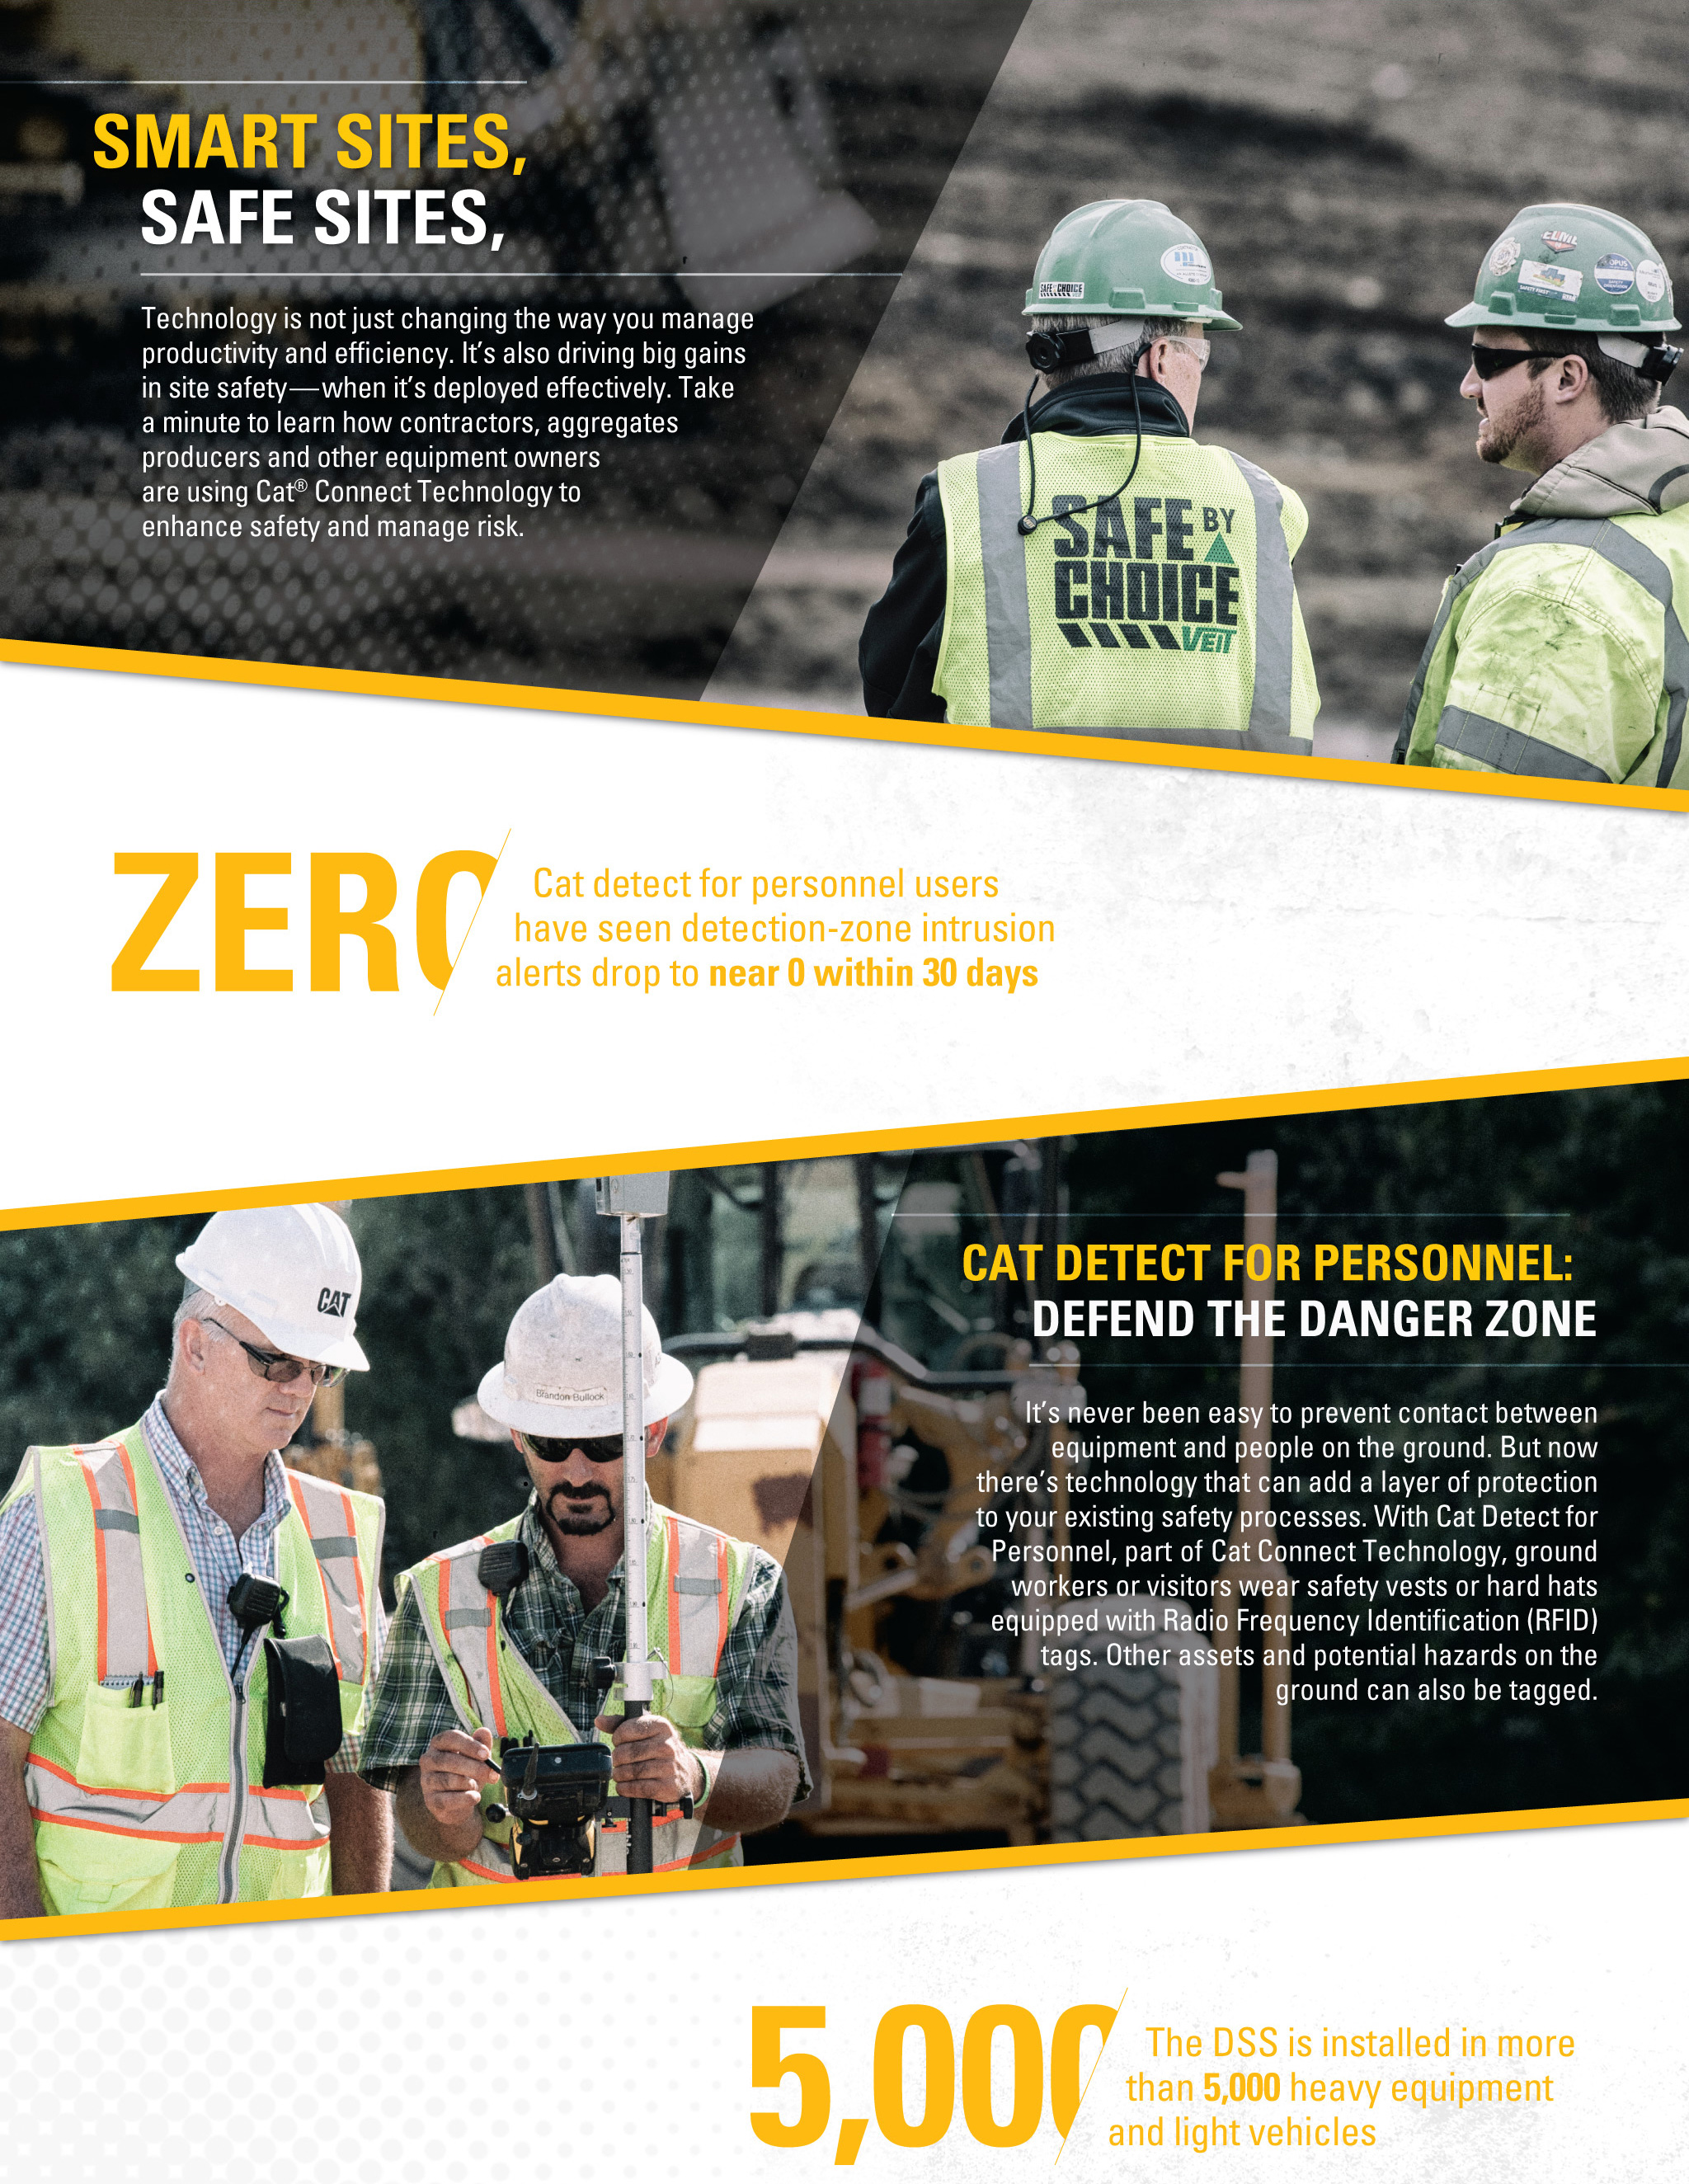 SMART SITES,
SAFE SITES,
Technology is not just changing the way you manage
productivity and efficiency. It’s also driving big gains
in site safety—when it’s deployed effectively. Take
a minute to learn how contractors, aggregates
producers and other equipment owners
are using Cat® Connect Technology to
enhance safety and manage risk.
SAFE CHOICE
SAFE BY
CHOICE
VEIT
ZERO
Cat detect for personnel users
have seen detection-zone intrusion
alerts drop to near 0 within 30 days
CAT
Brandon Bullock
CAT DETECT FOR PERSONNEL:
DEFEND THE DANGER ZONE
It’s never been easy to prevent contact between
equipment and people on the ground. But now
there’s technology that can add a layer of protection
to your existing safety processes. With Cat Detect for
Personnel, part of Cat Connect Technology, ground
workers or visitors wear safety vests or hard hats
equipped with Radio Frequency Identification (RFID)
tags. Other assets and potential hazards on the
ground can also be tagged.
5,000
The DSS is installed in more
than 5,000 heavy equipment
and light vehicles